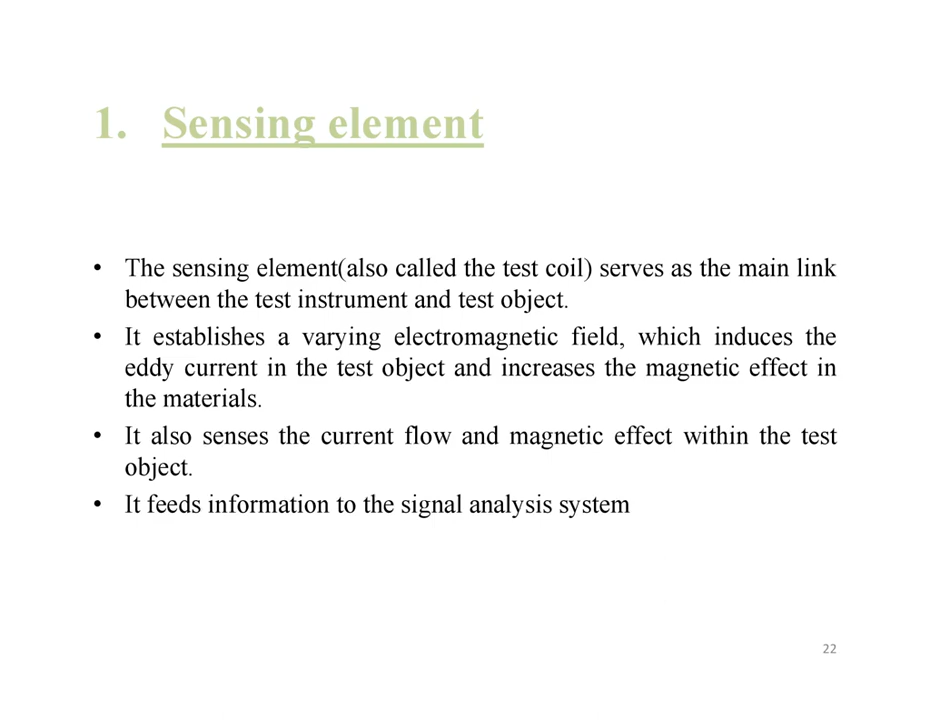 1. Sensing element
• The sensing element(also called the test coil) serves as the main link
between the test instrument and test object.
• It establishes a varying electromagnetic field, which induces the
eddy current in the test object and increases the magnetic effect in
the materials.
• It also senses the current flow and magnetic effect within the test
object.
• It feeds information to the signal analysis system
22